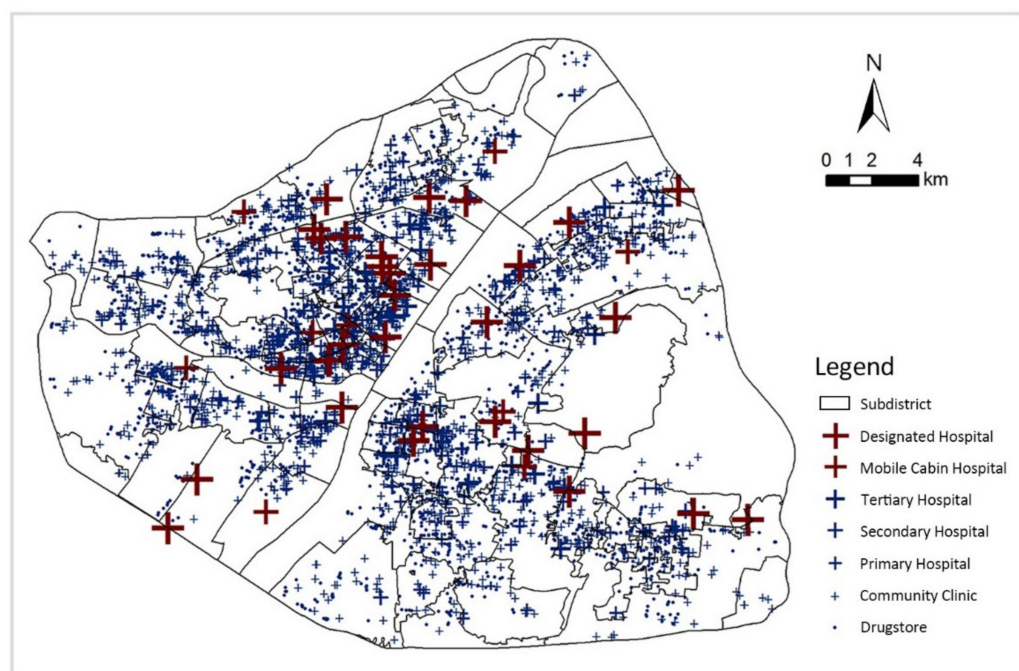 N
0 1 2 4
km
Legend
Subdistrict
Designated Hospital
Mobile Cabin Hospital
Tertiary Hospital
Secondary Hospital
Primary Hospital
Community Clinic
Drugstore